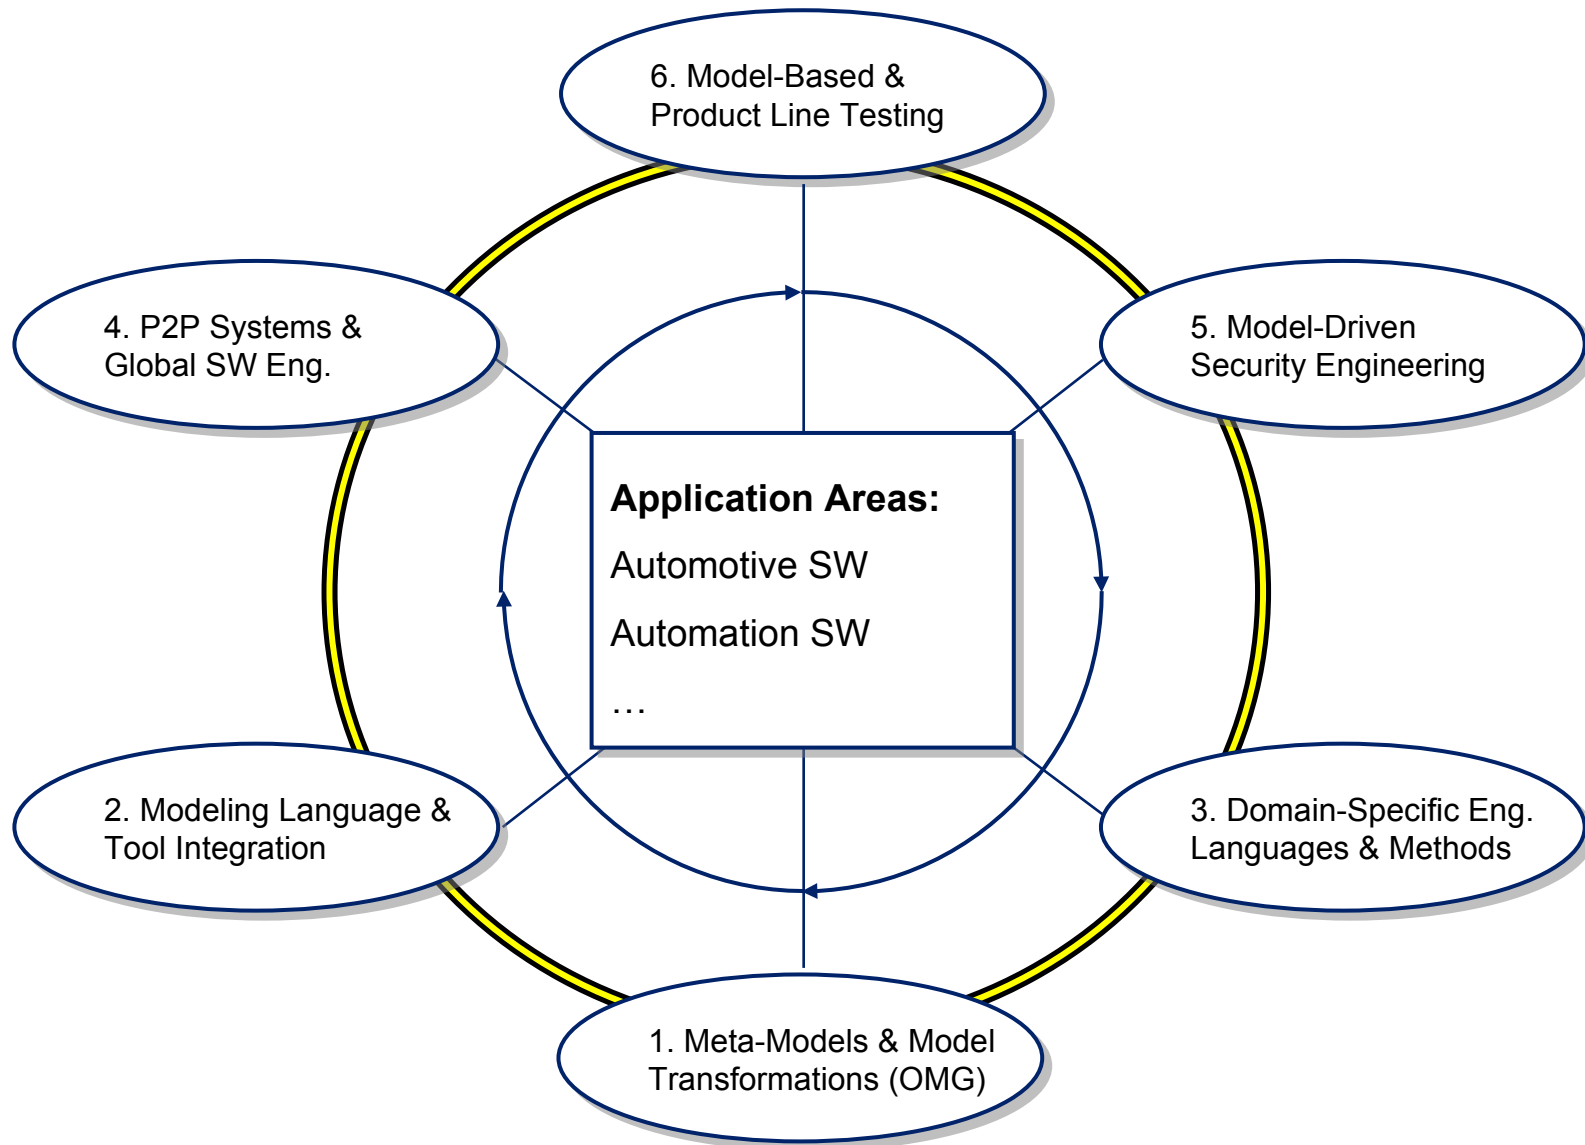 6. Model-Based &
Product Line Testing
4. P2P Systems &
Global SW Eng.
5. Model-Driven
Security Engineering
Application Areas:
Automotive SW
Automation SW
…
2. Modeling Language &
Tool Integration
3. Domain-Specific Eng.
Languages & Methods
1. Meta-Models & Model
Transformations (OMG)